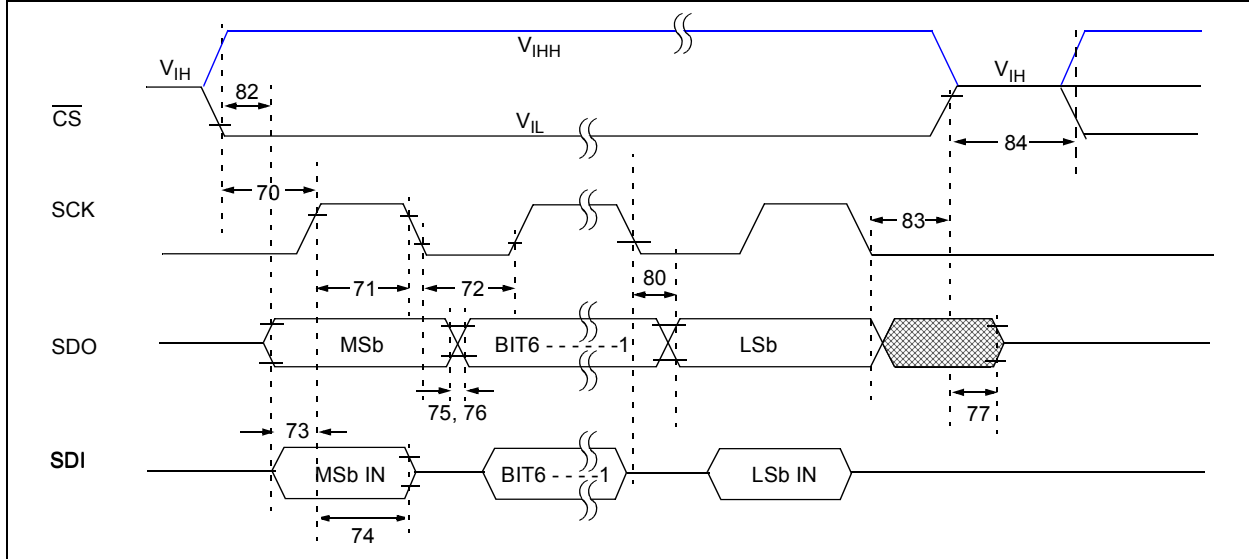 V_IHH
V_IH
V_IH
82
CS
V_IL
84
70
SCK
83
71
72
80
SDO
MSb
BIT6 - - - - - -1
LSb
75, 76
77
73
SDI
MSb IN
BIT6 - - - - -1
LSb IN
74